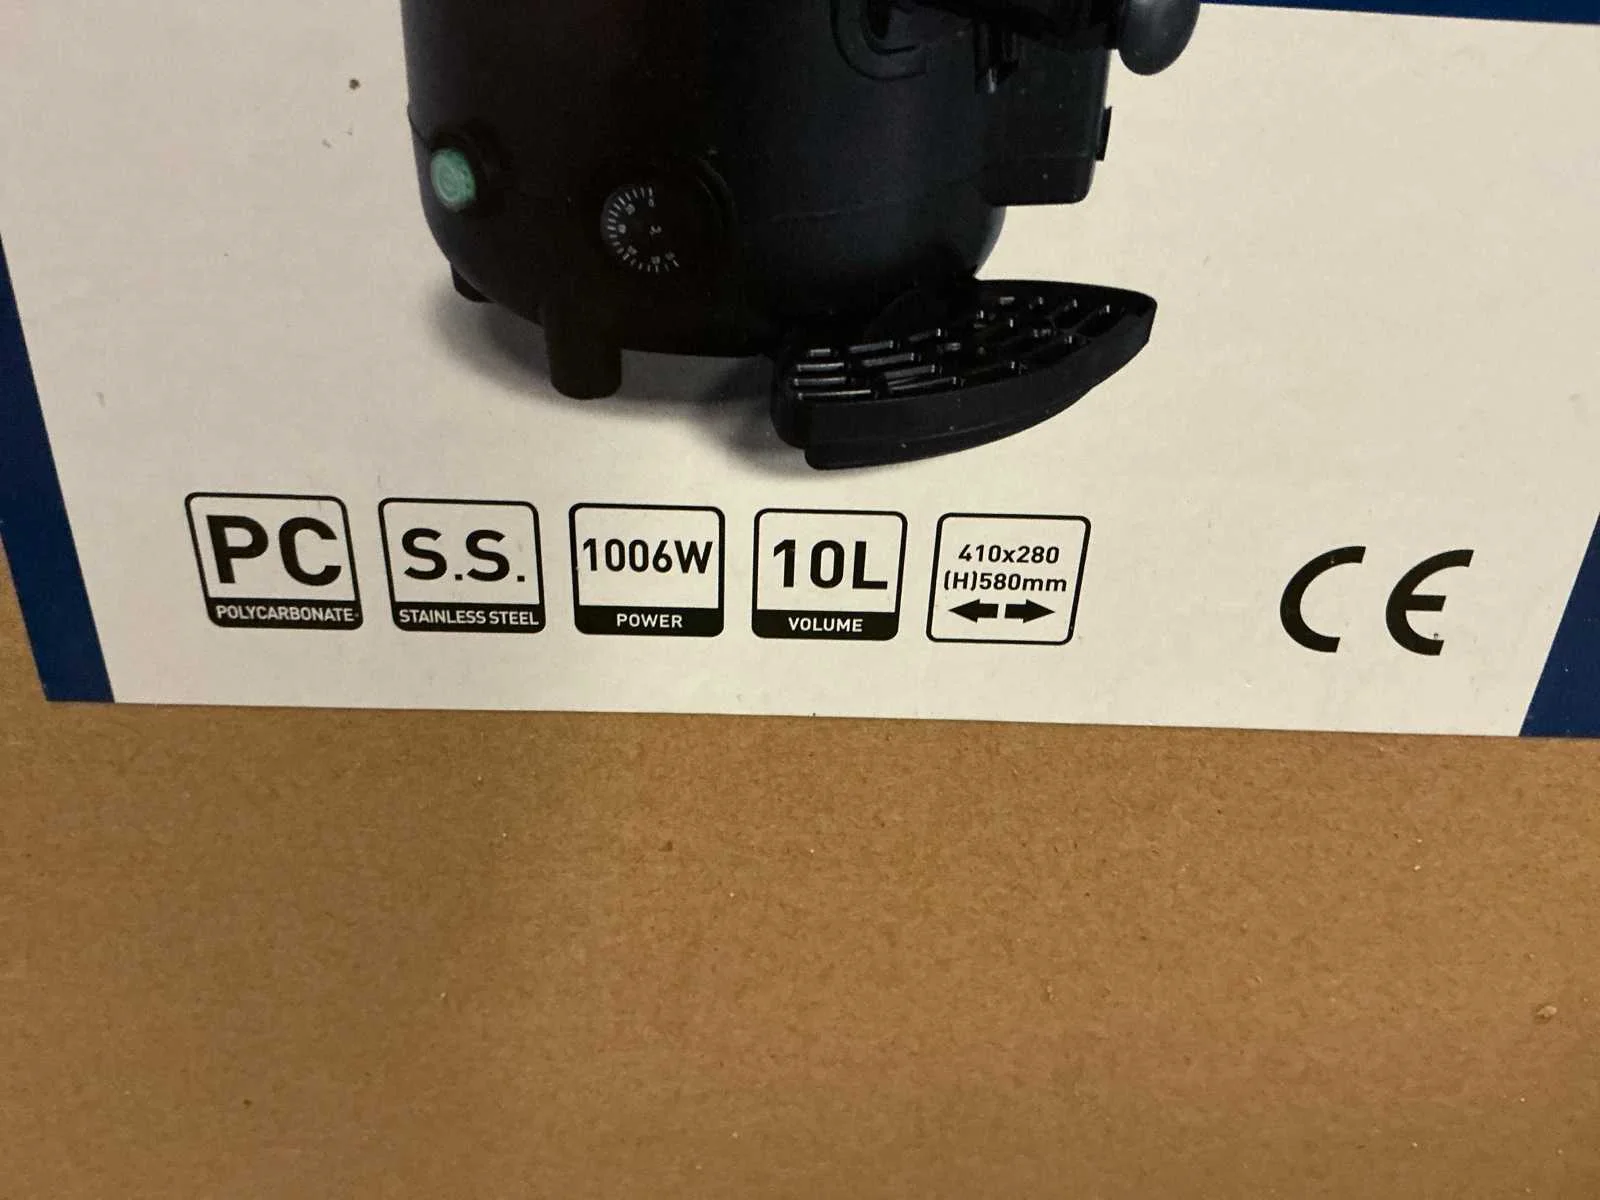 PC
POLYCARBONATE
S.S.
STAINLESS STEEL
1006W
POWER
10L
VOLUME
410x280
(H)580mm
CE